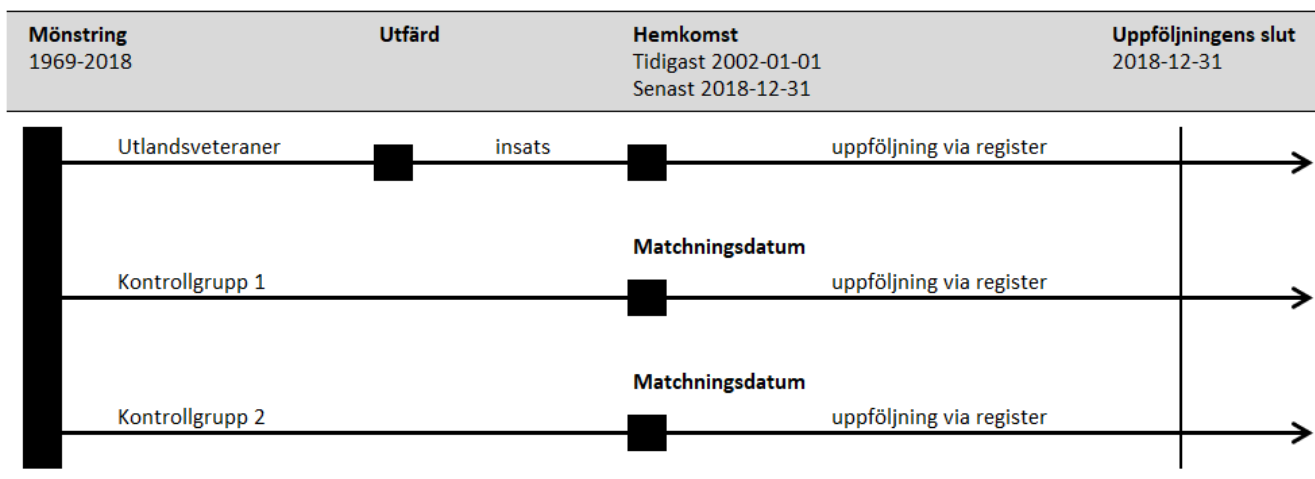 Mönstring
1969-2018
Utfärd
Hemkomst
Tidigast 2002-01-01
Senast 2018-12-31
Uppföljningens slut
2018-12-31
Utlandsveteraner
insats
uppföljning via register
Matchningsdatum
Kontrollgrupp 1
uppföljning via register
Matchningsdatum
Kontrollgrupp 2
uppföljning via register